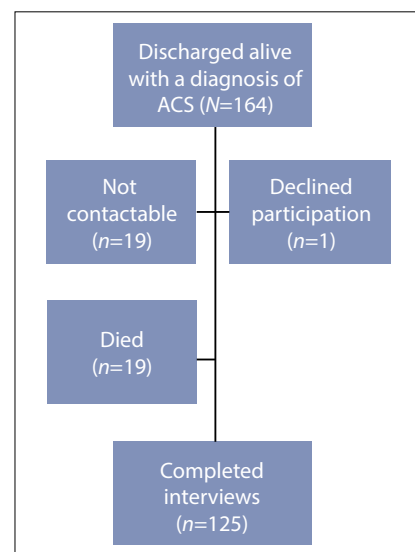 Discharged alive
with a diagnosis of
ACS (N=164)
Not
contactable
(n=19)
Declined
participation
(n=1)
Died
(n=19)
Completed
interviews
(n=125)